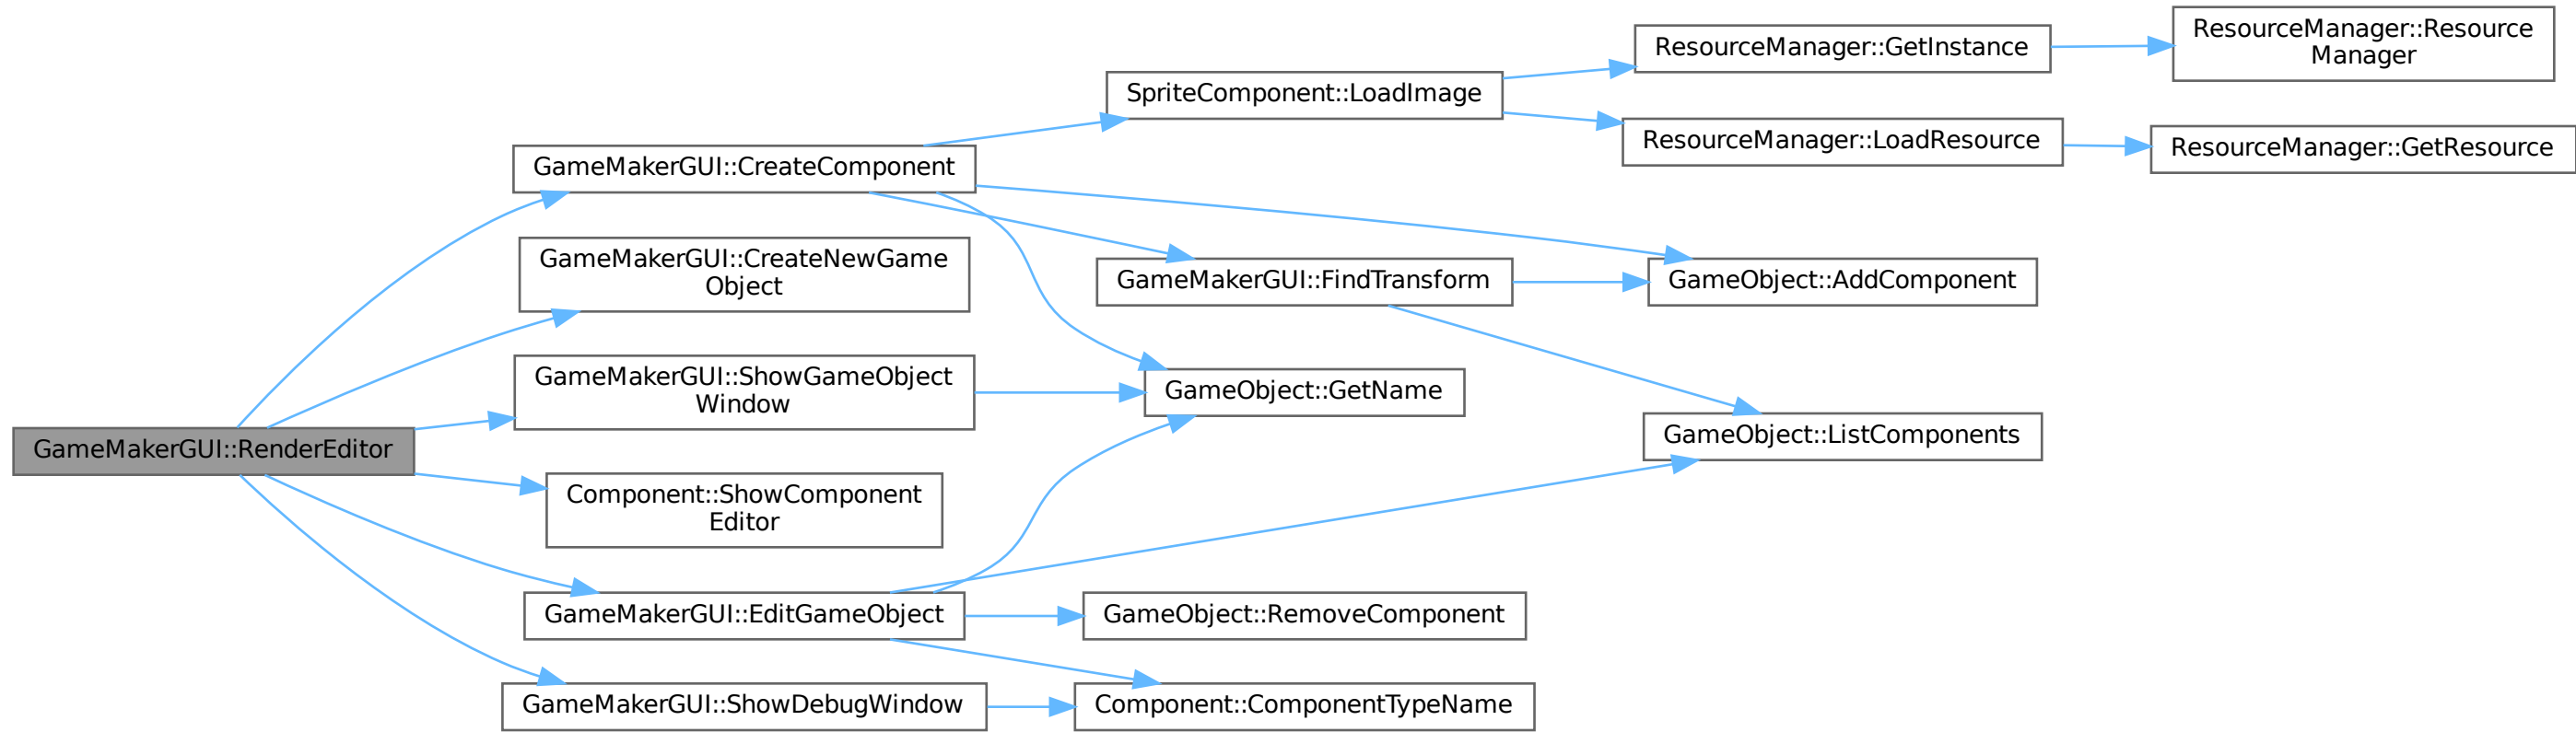 GameMakerGUI::RenderEditor
GameMakerGUI::CreateComponent
GameMakerGUI::CreateNewGame
Object
GameMakerGUI::ShowGameObject
Window
Component::ShowComponent
Editor
GameMakerGUI::EditGameObject
GameMakerGUI::ShowDebugWindow
SpriteComponent::LoadImage
GameMakerGUI::FindTransform
GameObject::GetName
GameObject::RemoveComponent
Component::ComponentTypeName
ResourceManager::GetInstance
ResourceManager::LoadResource
GameObject::AddComponent
GameObject::ListComponents
ResourceManager::Resource
Manager
ResourceManager::GetResource